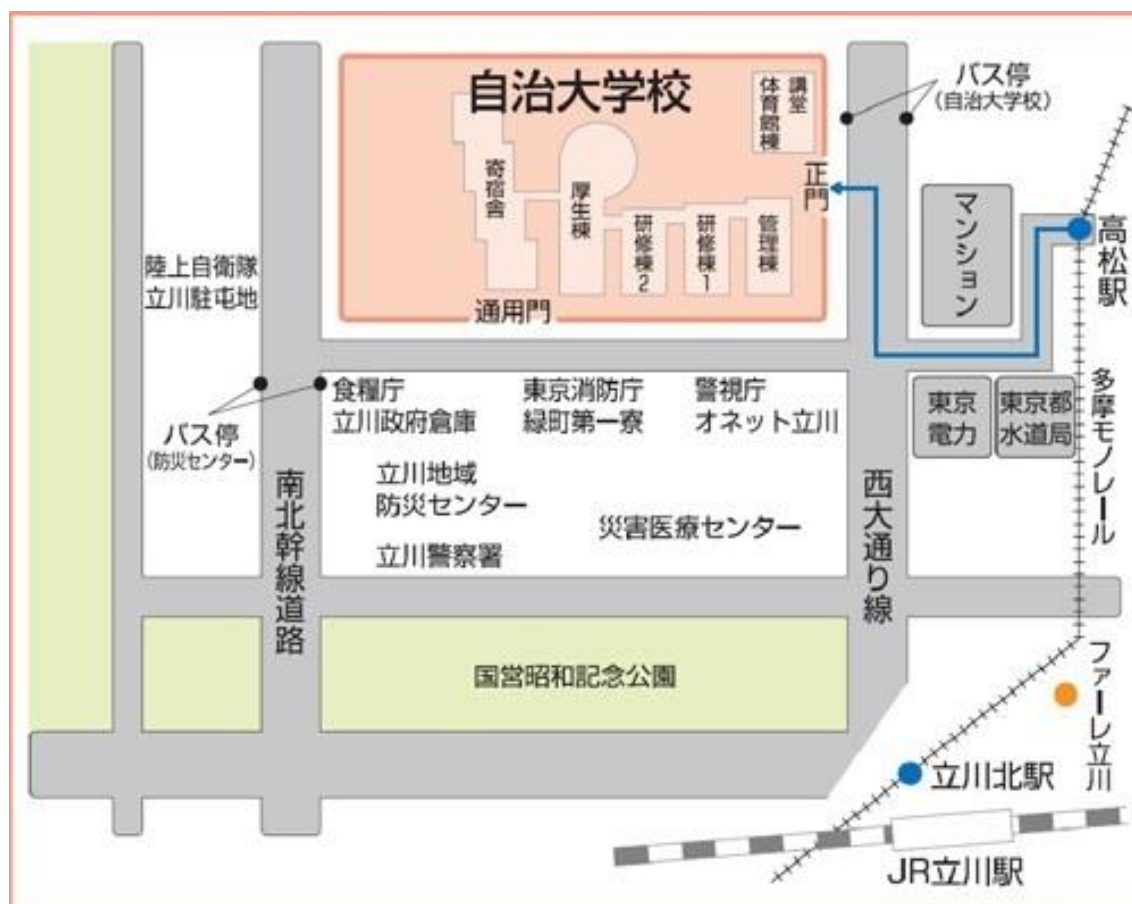 自治大学校
講堂
体育館棟
バス停
(自治大学校)
正門
寄宿舎
厚生棟
研修棟2
研修棟1
管理棟
マンション
高松駅
陸上自衛隊
立川駐屯地
通用門
食糧庁
立川政府倉庫
東京消防庁
緑町第一寮
警視庁
オネット立川
東京
電力
東京都
水道局
多摩モノレール
バス停
(防災センター)
南北幹線道路
立川地域
防災センター
災害医療センター
立川警察署
西大通り線
国営昭和記念公園
ファーレ立川
立川北駅
JR立川駅